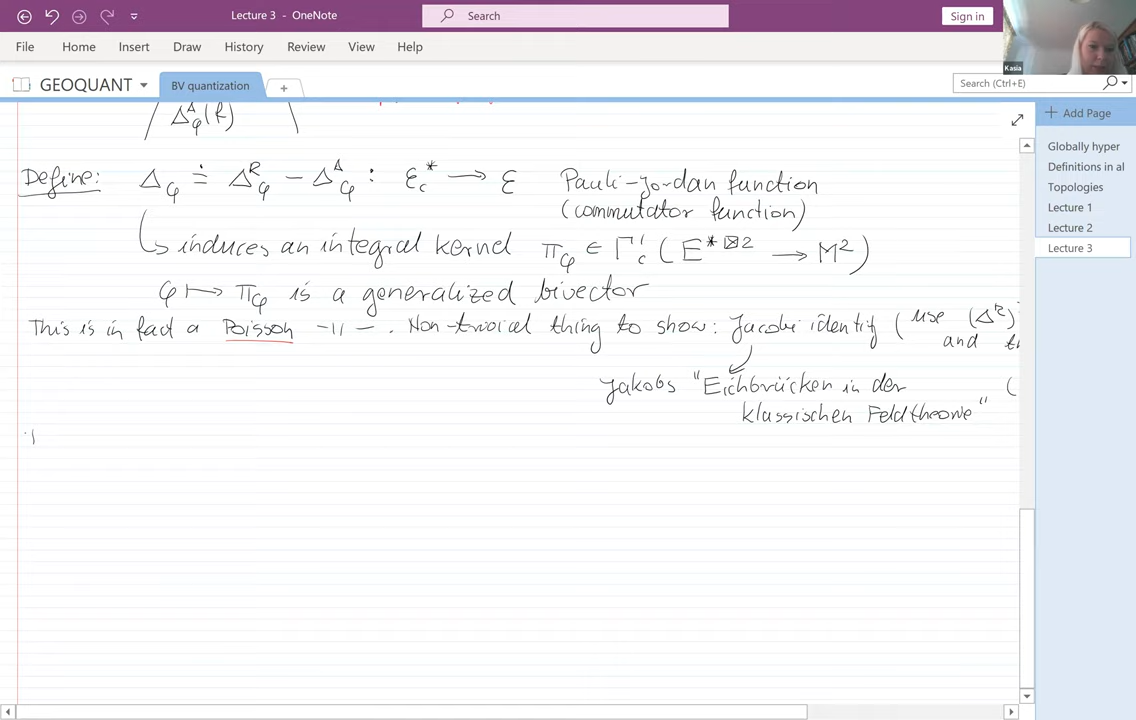 Lecture 3 - OneNote
Search
Sign in
File Home Insert Draw History Review View Help
Kasia
GEOQUANT
BV quantization
Search (Ctrl+E)
Add Page
Globally hyper
Definitions in al
Topologies
Lecture 1
Lecture 2
Lecture 3
Δ^A_φ(R)
Define: Δ_φ ≐ Δ^R_φ − Δ^A_φ : ℰ_c^* ⟶ ℰ Pauli-Jordan function
(commutator function)
↳ induces an integral kernel π_φ ∈ Γ'_c (E^{*⊠2} ⟶ M²)
φ ↦ π_φ is a generalized bivector
This is in fact a Poisson -||- . Non-trivial thing to show: Jacobi identity (use (Δ^R)
and
Jakobs "Eichbrücken in der
klassischen Feldtheorie" (